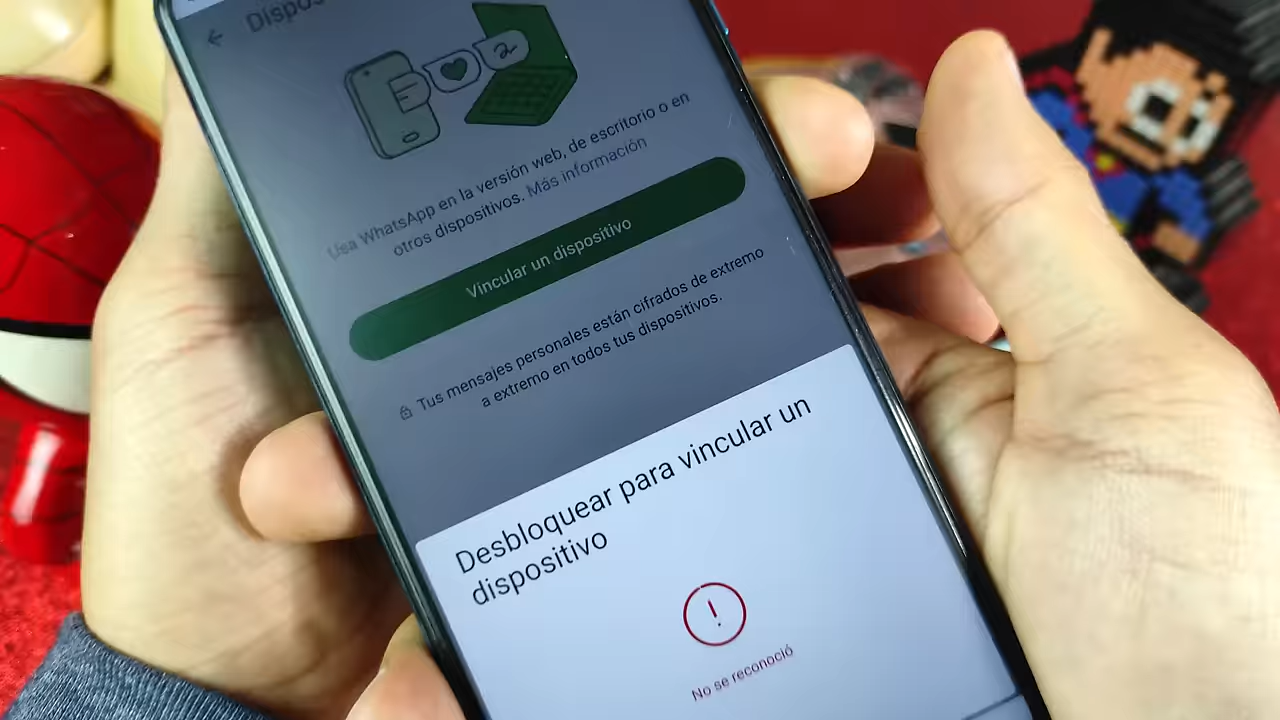 Usa WhatsApp en la versión web, de escritorio o en
otros dispositivos. Más información
Vincular un dispositivo
Tus mensajes personales están cifrados de extremo
a extremo en todos tus dispositivos.
Desbloquear para vincular un
dispositivo
!
No se reconoció